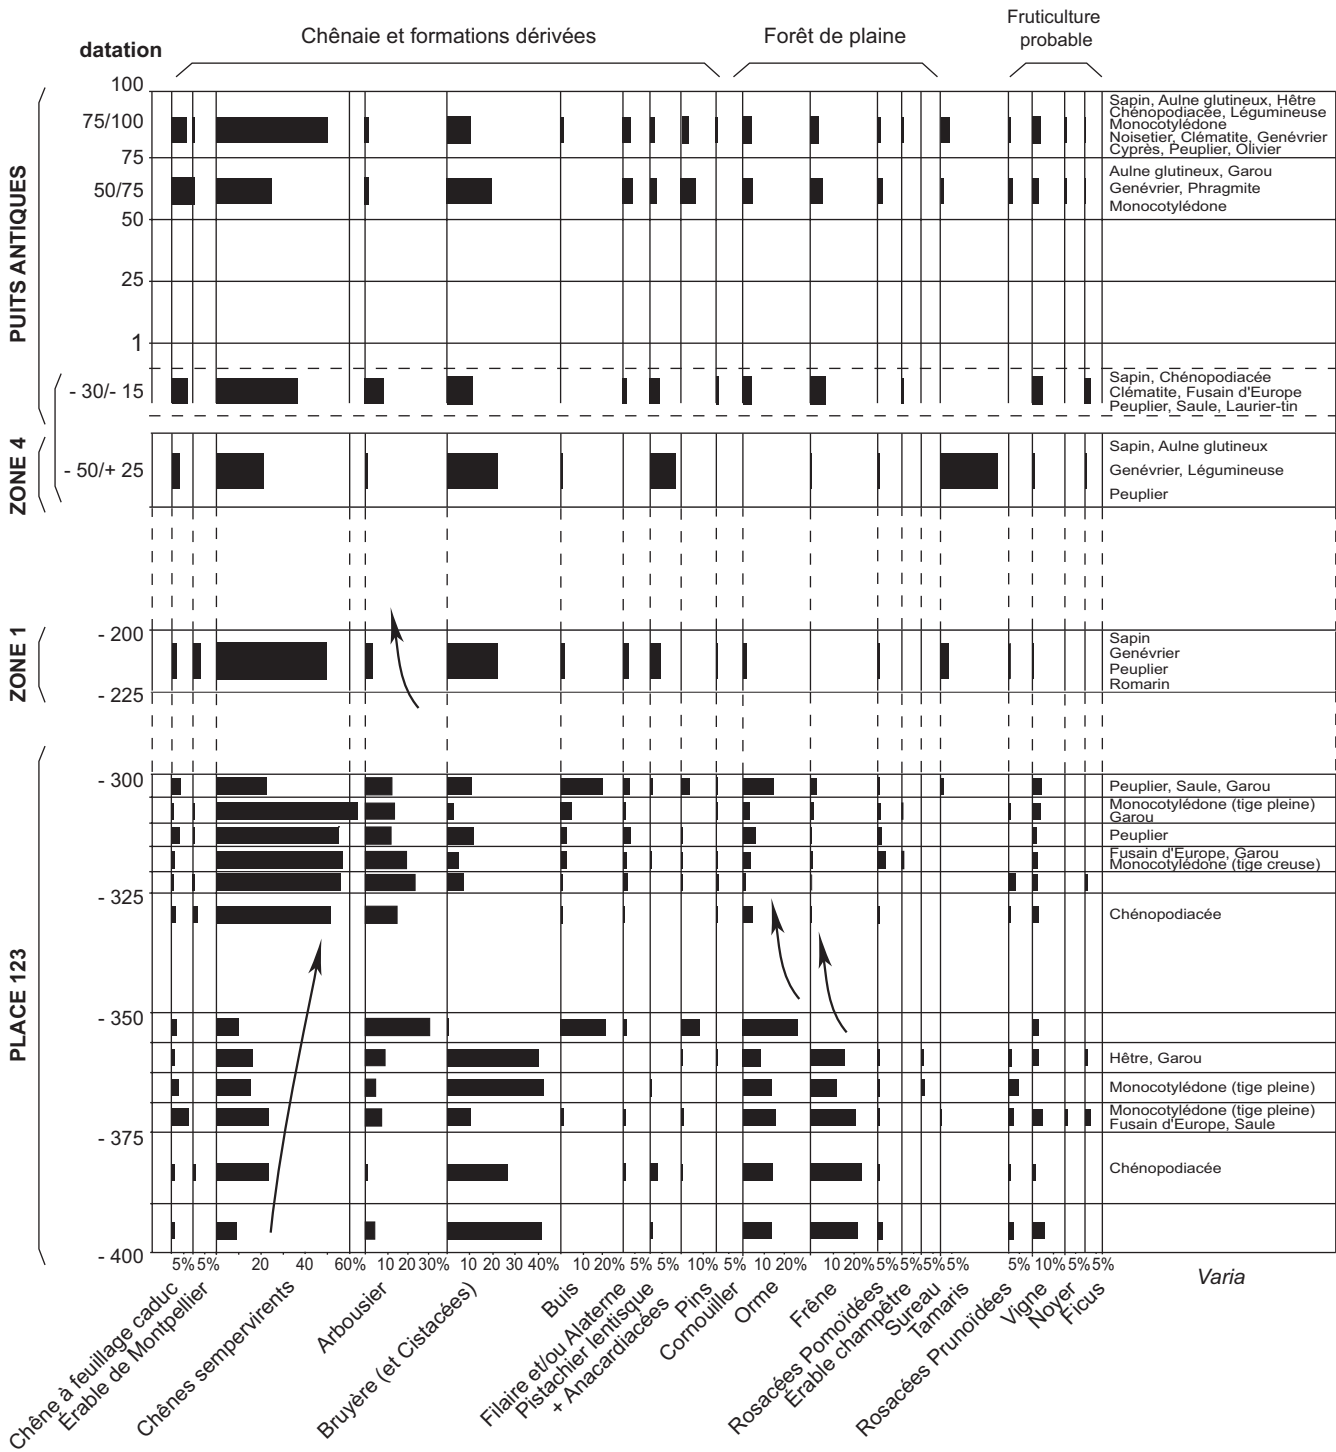 Chênaie et formations dérivées
Forêt de plaine
Fruticulture
probable
datation
PUITS ANTIQUES
100
75/100
75
50/75
50
25
1
- 30/- 15
Sapin, Aulne glutineux, Hêtre
Chénopodiacée, Légumineuse
Monocotylédone
Noisetier, Clématite, Genévrier
Cyprès, Peuplier, Olivier
Aulne glutineux, Garou
Genévrier, Phragmite
Monocotylédone
Sapin, Chénopodiacée
Clématite, Fusain d'Europe
Peuplier, Saule, Laurier-tin
ZONE 4
- 50/+ 25
Sapin, Aulne glutineux
Genévrier, Légumineuse
Peuplier
ZONE 1
- 200
- 225
Sapin
Genévrier
Peuplier
Romarin
PLACE 123
- 300
- 325
- 350
- 375
- 400
Peuplier, Saule, Garou
Monocotylédone (tige pleine)
Garou
Peuplier
Fusain d'Europe, Garou
Monocotylédone (tige creuse)
Chénopodiacée
Hêtre, Garou
Monocotylédone (tige pleine)
Monocotylédone (tige pleine)
Fusain d'Europe, Saule
Chénopodiacée
5% 5% 20 40 60% 10 20 30% 10 20 30 40% 10 20% 5% 5% 10% 5% 10 20% 10 20% 5% 5% 5% 5% 5% 10% 5% 5%
Chêne à feuillage caduc
Érable de Montpellier
Chênes sempervirents
Arbousier
Bruyère (et Cistacées)
Buis
Filaire et/ou Alaterne
Pistachier lentisque
+ Anacardiacées
Pins
Cornouiller
Orme
Frêne
Rosacées Pomoïdées
Érable champêtre
Sureau
Tamaris
Rosacées Prunoïdées
Vigne
Noyer
Ficus
Varia